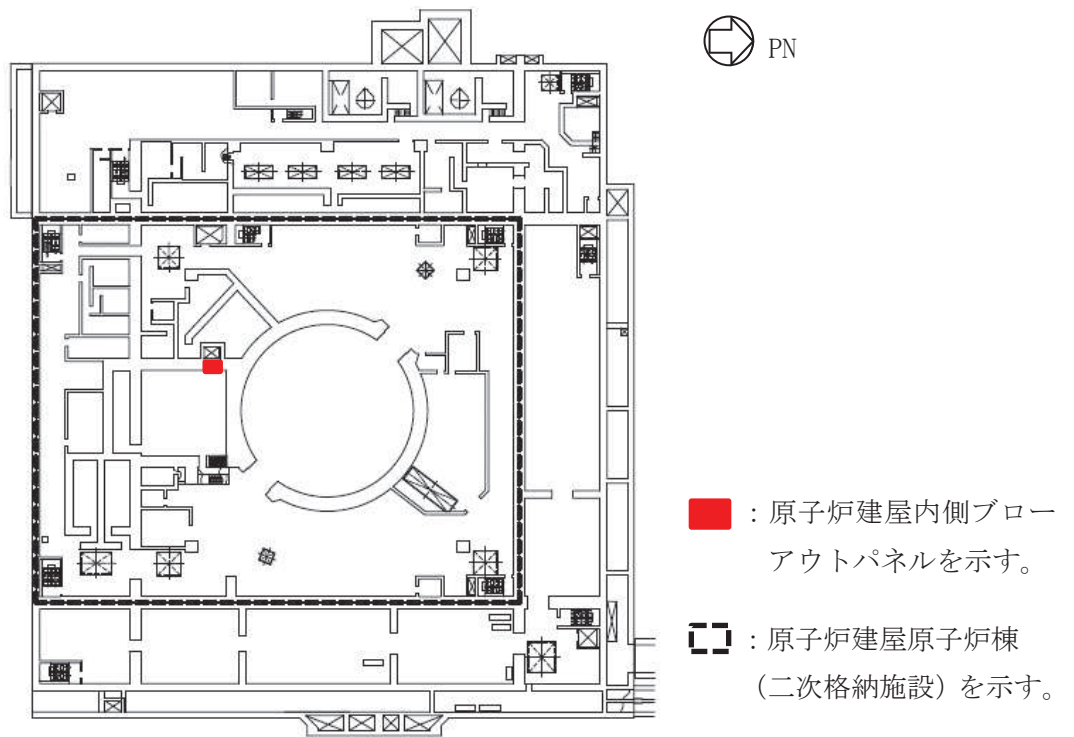 PN
：原子炉建屋内側ブロー
アウトパネルを示す。
：原子炉建屋原子炉棟
（二次格納施設）を示す。